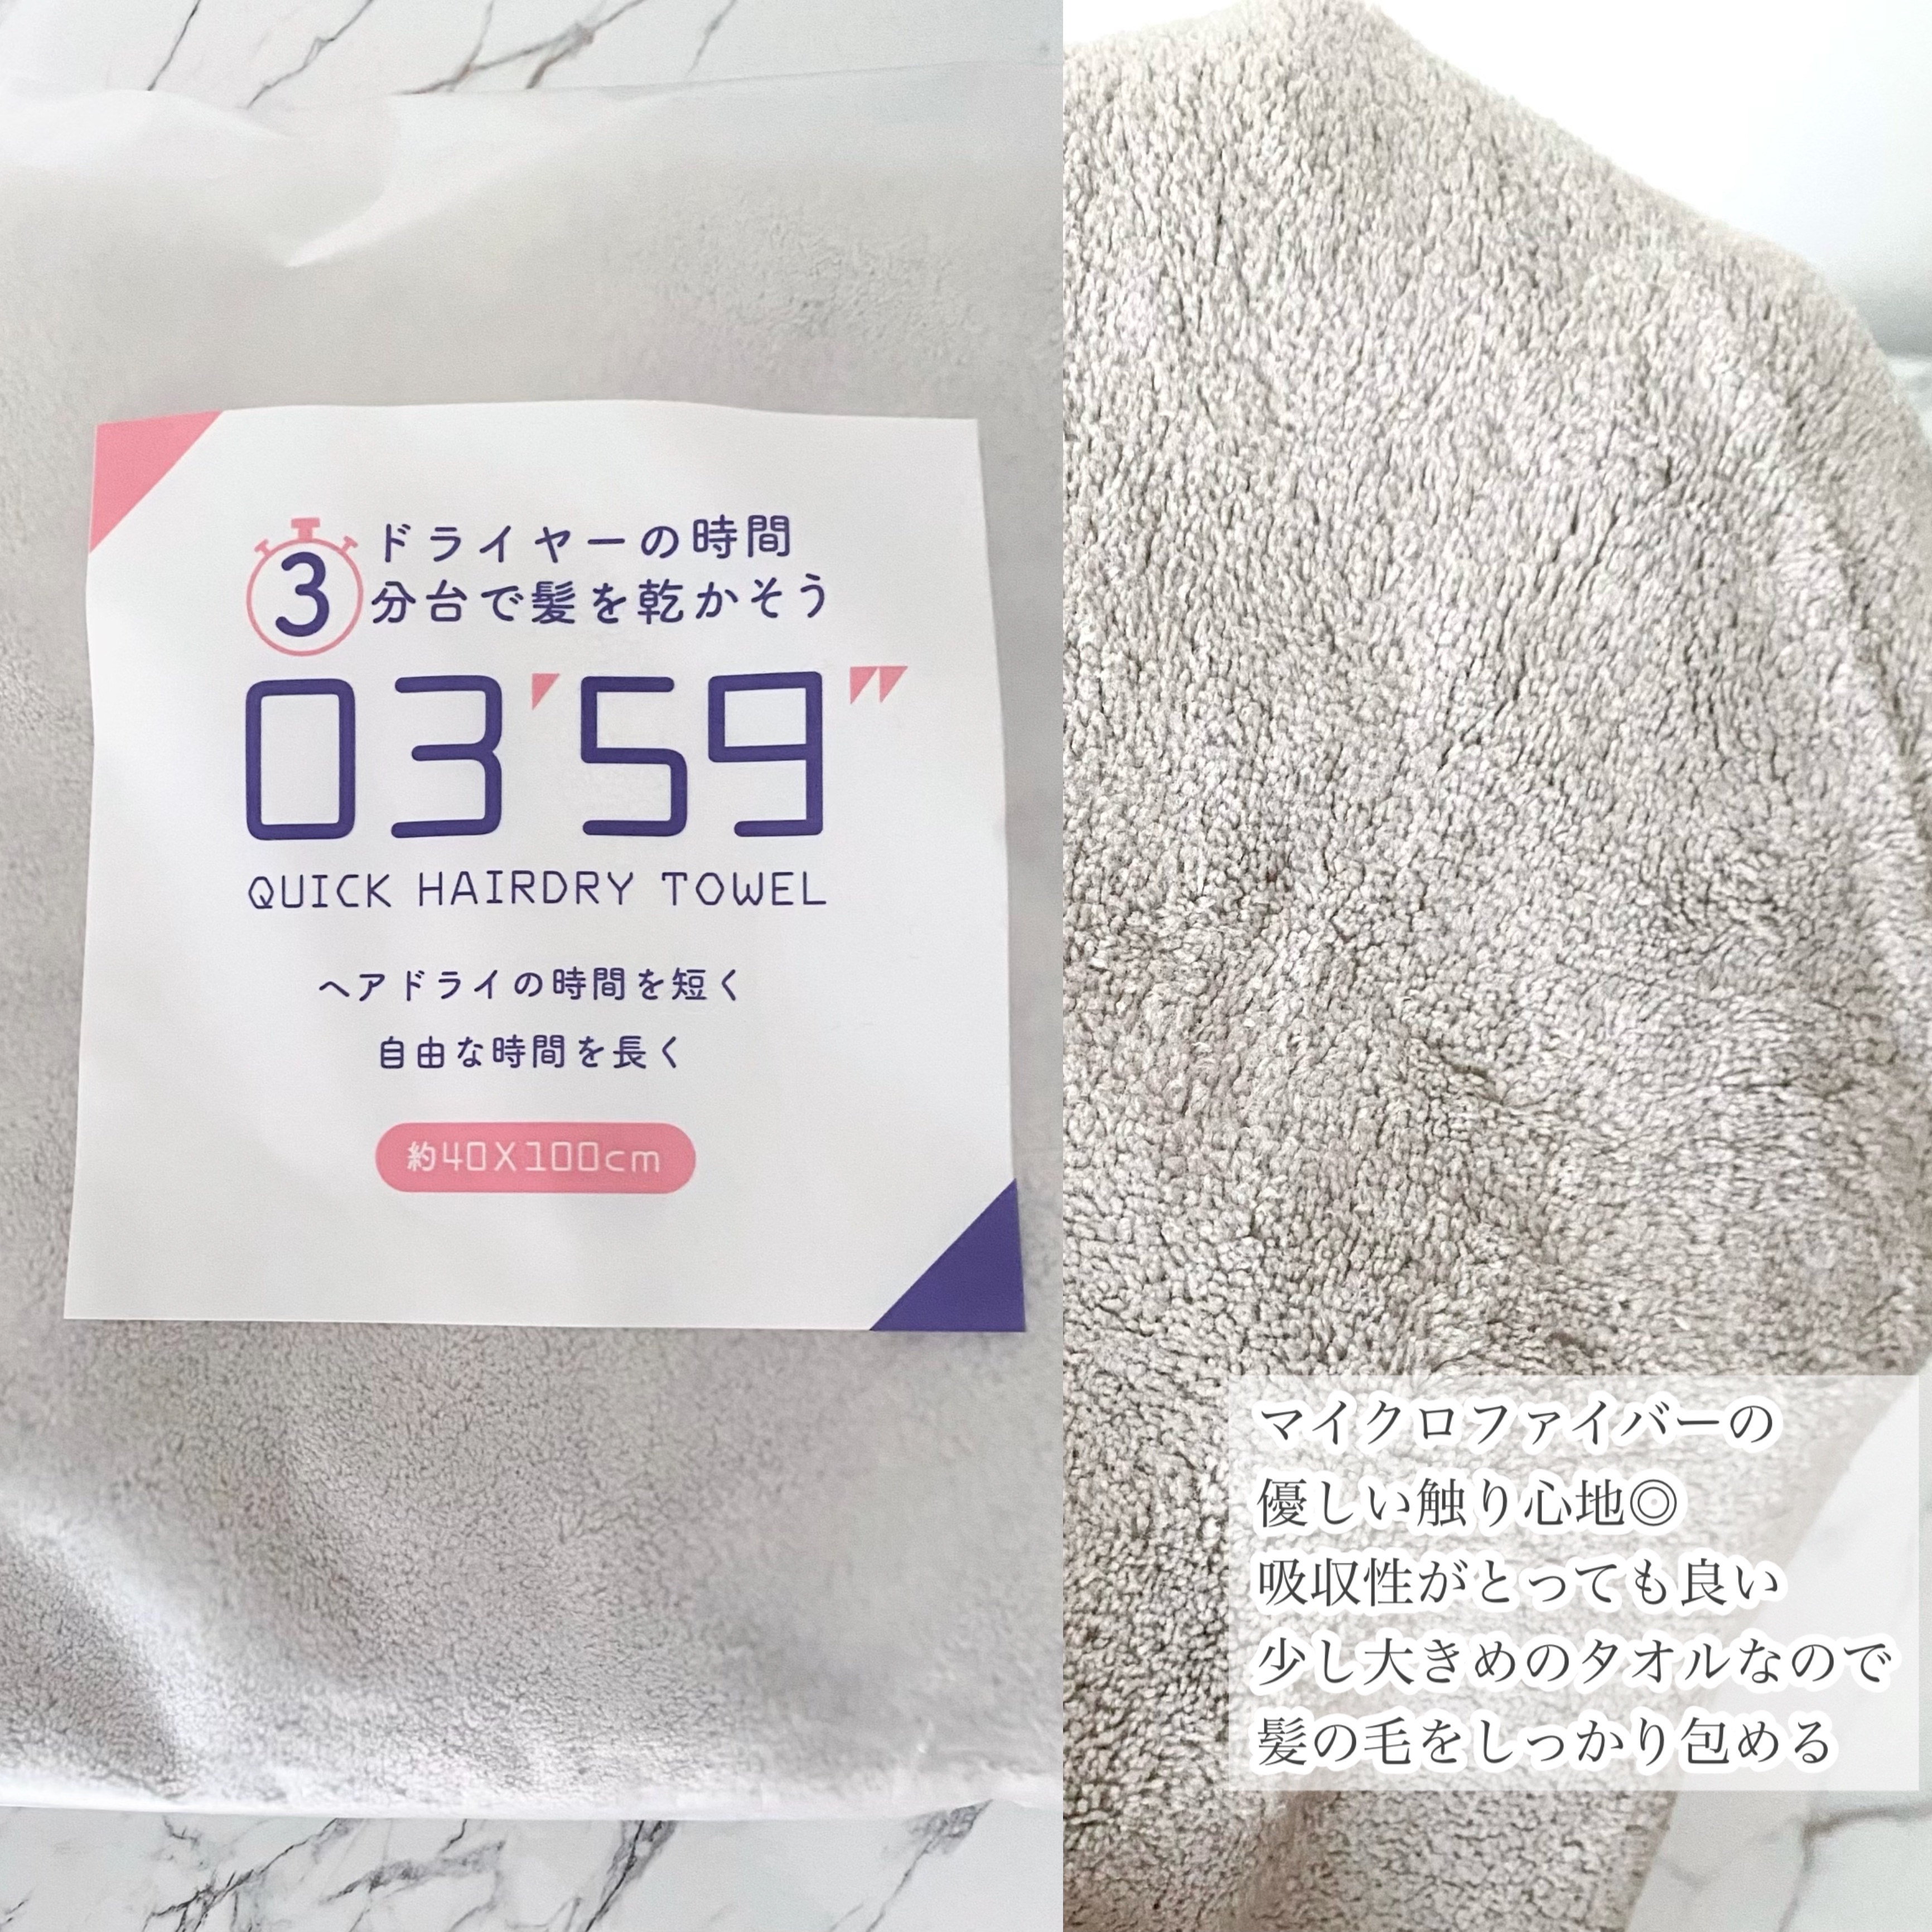 ドライヤーの時間
3分台で髪を乾かそう
03'59"
QUICK HAIRDRY TOWEL
ヘアドライの時間を短く
自由な時間を長く
約40X100cm
マイクロファイバーの
優しい触り心地◎
吸収性がとっても良い
少し大きめのタオルなので
髪の毛をしっかり包める